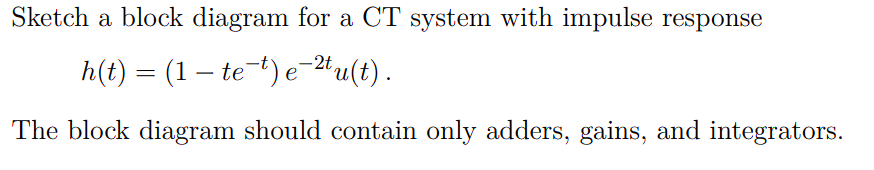 Sketch a block diagram for a CT system with impulse response
h(t) = (1 − te⁻ᵗ) e⁻²ᵗu(t) .
The block diagram should contain only adders, gains, and integrators.